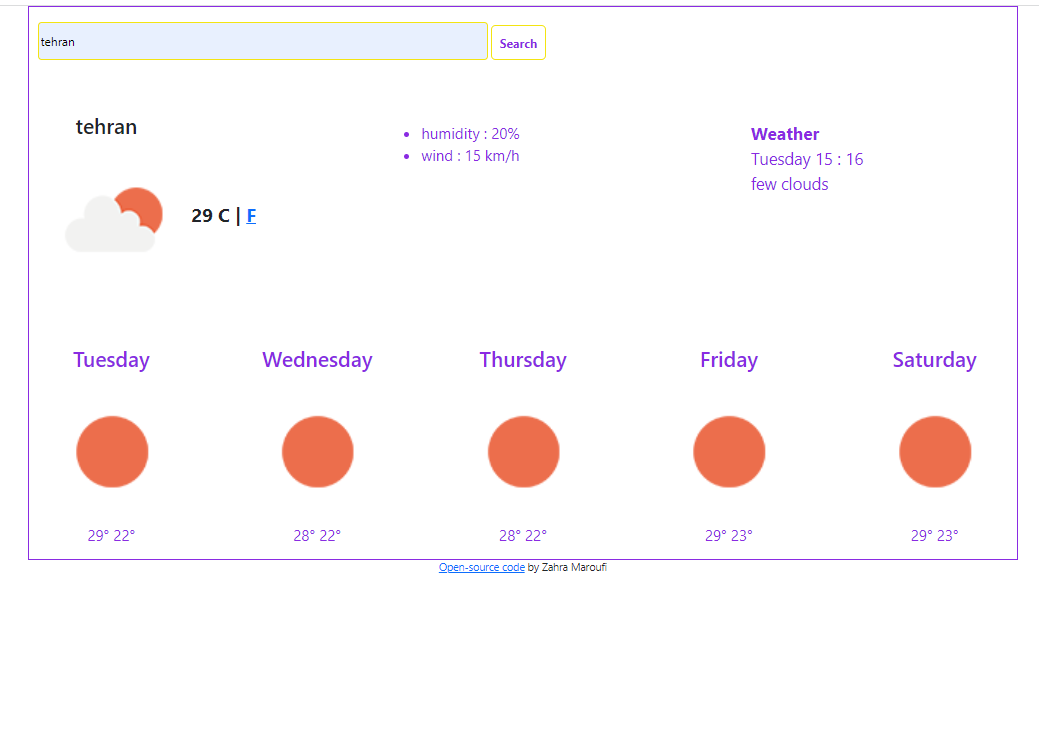 tehran
Search
tehran
humidity : 20%
wind : 15 km/h
Weather
Tuesday 15 : 16
few clouds
29 C | F
Tuesday
Wednesday
Thursday
Friday
Saturday
29° 22°
28° 22°
28° 22°
29° 23°
29° 23°
Open-source code by Zahra Maroufi